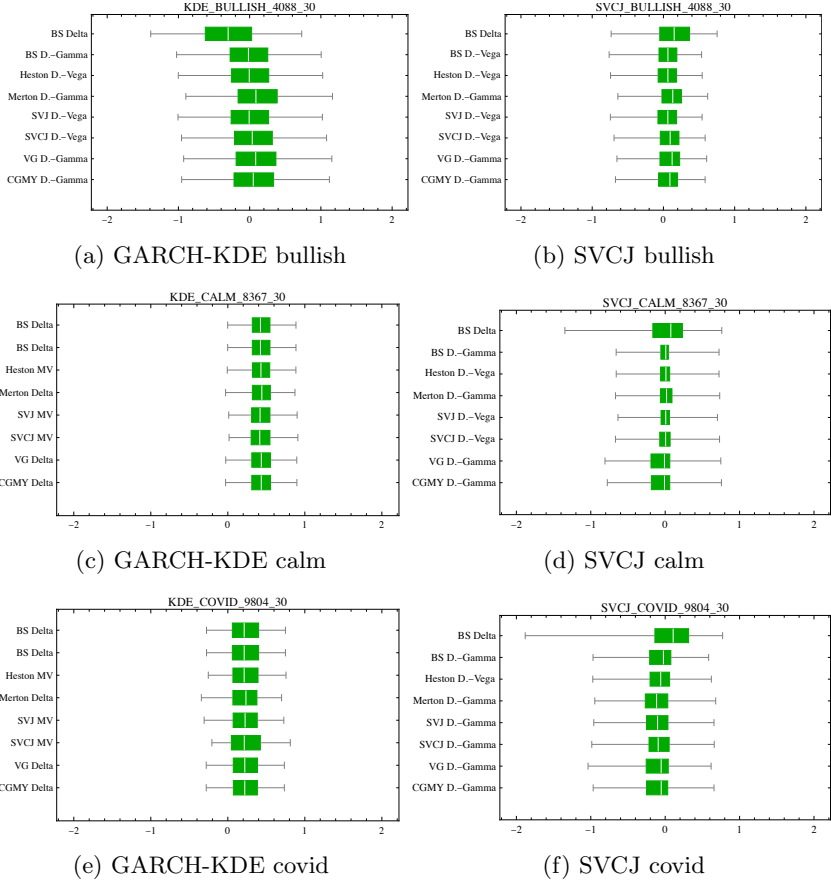 KDE_BULLISH_4088_30
BS Delta
BS D.-Gamma
Heston D.-Vega
Merton D.-Gamma
SVJ D.-Vega
SVCJ D.-Vega
VG D.-Gamma
CGMY D.-Gamma
-2 -1 0 1 2
(a) GARCH-KDE bullish
SVCJ_BULLISH_4088_30
BS Delta
BS D.-Vega
Heston D.-Vega
Merton D.-Gamma
SVJ D.-Vega
SVCJ D.-Vega
VG D.-Gamma
CGMY D.-Gamma
-2 -1 0 1 2
(b) SVCJ bullish
KDE_CALM_8367_30
BS Delta
BS Delta
Heston MV
Merton Delta
SVJ MV
SVCJ MV
VG Delta
CGMY Delta
-2 -1 0 1 2
(c) GARCH-KDE calm
SVCJ_CALM_8367_30
BS Delta
BS D.-Gamma
Heston D.-Vega
Merton D.-Gamma
SVJ D.-Vega
SVCJ D.-Vega
VG D.-Gamma
CGMY D.-Gamma
-2 -1 0 1 2
(d) SVCJ calm
KDE_COVID_9804_30
BS Delta
BS Delta
Heston MV
Merton Delta
SVJ MV
SVCJ MV
VG Delta
CGMY Delta
-2 -1 0 1 2
(e) GARCH-KDE covid
SVCJ_COVID_9804_30
BS Delta
BS D.-Gamma
Heston D.-Vega
Merton D.-Gamma
SVJ D.-Gamma
SVCJ D.-Gamma
VG D.-Gamma
CGMY D.-Gamma
-2 -1 0 1 2
(f) SVCJ covid